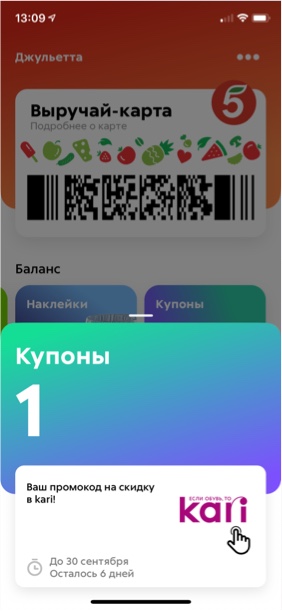 13:09
Джульетта
Выручай-карта
Подробнее о карте
5
Баланс
Наклейки
Купоны
Купоны
1
Ваш промокод на скидку
в kari!
ЕСЛИ ОБУВЬ, ТО
kari
До 30 сентября
Осталось 6 дней